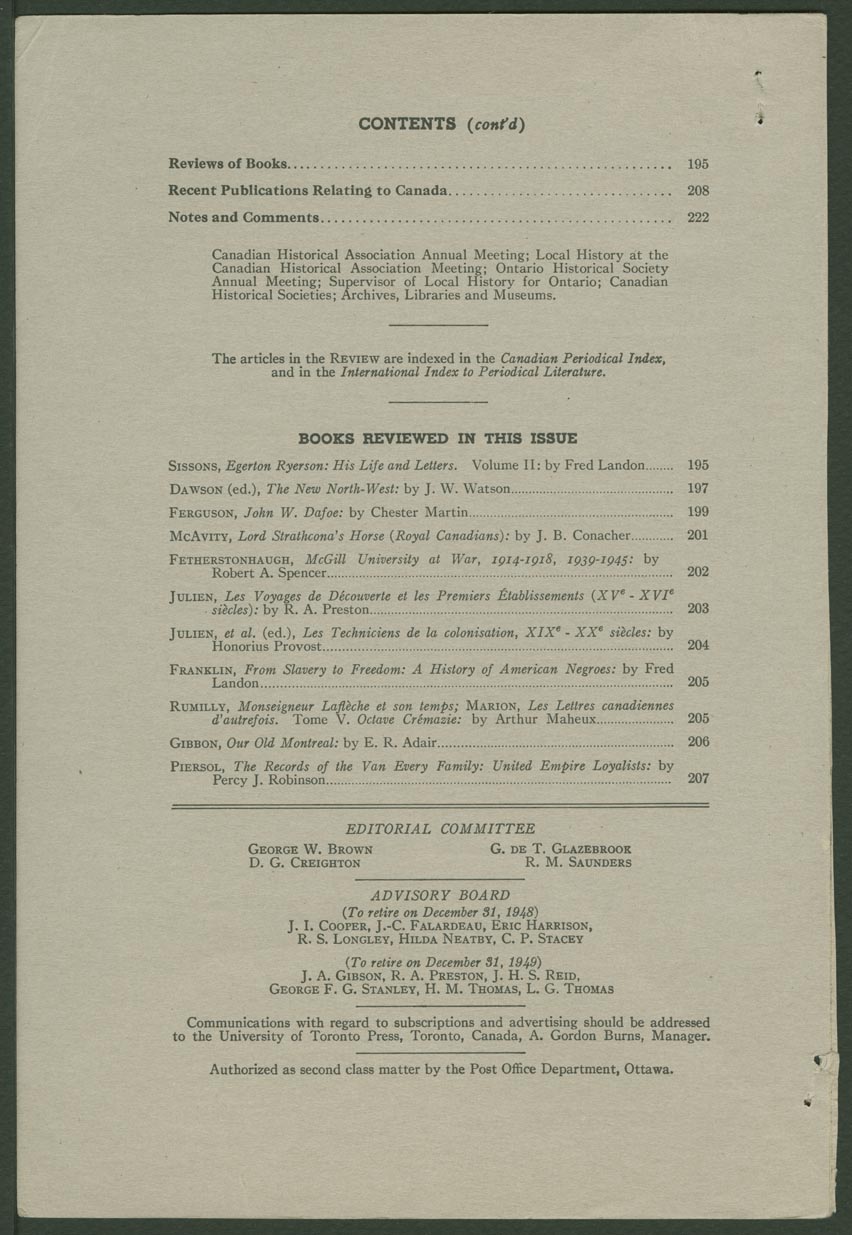 CONTENTS (cont'd)
Reviews of Books........ 195
Recent Publications Relating to Canada........ 208
Notes and Comments........ 222
Canadian Historical Association Annual Meeting; Local History at the
Canadian Historical Association Meeting; Ontario Historical Society
Annual Meeting; Supervisor of Local History for Ontario; Canadian
Historical Societies; Archives, Libraries and Museums.
The articles in the REVIEW are indexed in the Canadian Periodical Index,
and in the International Index to Periodical Literature.
BOOKS REVIEWED IN THIS ISSUE
SISSONS, Egerton Ryerson: His Life and Letters. Volume II: by Fred Landon........ 195
DAWSON (ed.), The New North-West: by J. W. Watson........ 197
FERGUSON, John W. Dafoe: by Chester Martin........ 199
MCAVITY, Lord Strathcona's Horse (Royal Canadians): by J. B. Conacher........ 201
FETHERSTONHAUGH, McGill University at War, 1914-1918, 1939-1945: by
Robert A. Spencer........ 202
JULIEN, Les Voyages de Découverte et les Premiers Établissements (XVe - XVIe
siècles): by R. A. Preston........ 203
JULIEN, et al. (ed.), Les Techniciens de la colonisation, XIXe - XXe siècles: by
Honorius Provost........ 204
FRANKLIN, From Slavery to Freedom: A History of American Negroes: by Fred
Landon........ 205
RUMILLY, Monseigneur Laflèche et son temps; MARION, Les Lettres canadiennes
d'autrefois. Tome V. Octave Crémazie: by Arthur Maheux........ 205
GIBBON, Our Old Montreal: by E. R. Adair........ 206
PIERSOL, The Records of the Van Every Family: United Empire Loyalists: by
Percy J. Robinson........ 207
EDITORIAL COMMITTEE
GEORGE W. BROWN G. DE T. GLAZEBROOK
D. G. CREIGHTON R. M. SAUNDERS
ADVISORY BOARD
(To retire on December 31, 1948)
J. I. COOPER, J.-C. FALARDEAU, ERIC HARRISON,
R. S. LONGLEY, HILDA NEATBY, C. P. STACEY
(To retire on December 31, 1949)
J. A. GIBSON, R. A. PRESTON, J. H. S. REID,
GEORGE F. G. STANLEY, H. M. THOMAS, L. G. THOMAS
Communications with regard to subscriptions and advertising should be addressed
to the University of Toronto Press, Toronto, Canada, A. Gordon Burns, Manager.
Authorized as second class matter by the Post Office Department, Ottawa.